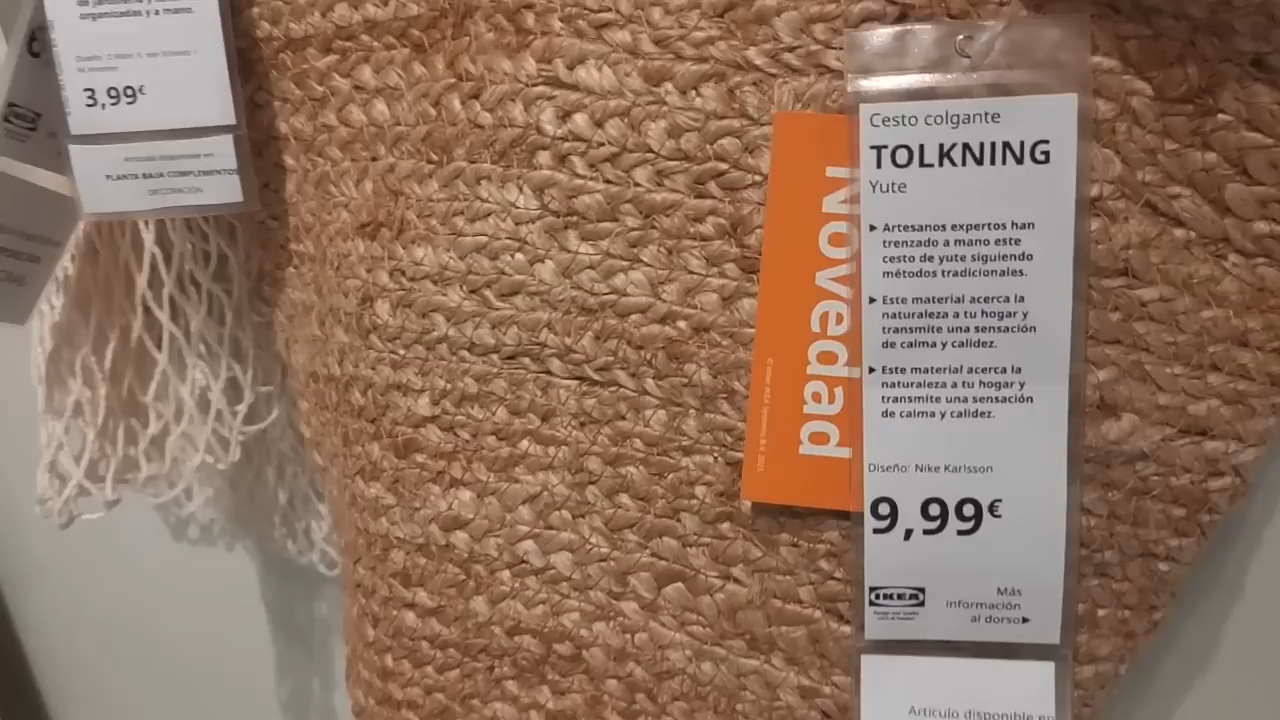 organizadas y a mano.
3,99€
IKEA
PLANTA BAJA COMPLEMENTOS
DECORACIÓN
Novedad
Cesto colgante
TOLKNING
Yute
▶ Artesanos expertos han
trenzado a mano este
cesto de yute siguiendo
métodos tradicionales.
▶ Este material acerca la
naturaleza a tu hogar y
transmite una sensación
de calma y calidez.
▶ Este material acerca la
naturaleza a tu hogar y
transmite una sensación
de calma y calidez.
Diseño: Nike Karlsson
9,99€
IKEA
Más
información
al dorso▶
Artículo disponible en